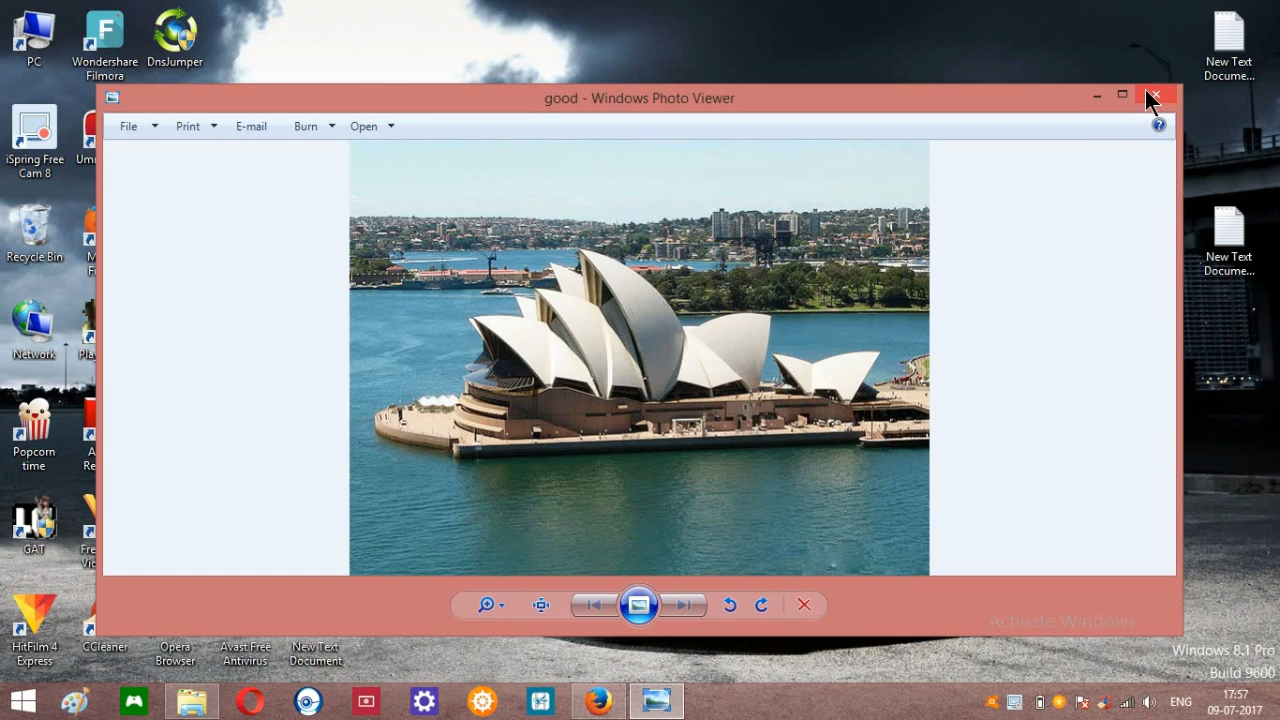 PC
Wondershare
Filmora
DnsJumper
New Text
Docume...
good - Windows Photo Viewer
File
Print
E-mail
Burn
Open
iSpring Free
Cam 8
Recycle Bin
New Text
Docume...
Network
Popcorn
time
GAT
HitFilm 4
Express
CCleaner
Opera
Browser
Avast Free
Antivirus
New Text
Document
Activate Windows
Windows 8.1 Pro
Build 9600
ENG
17:57
09-07-2017